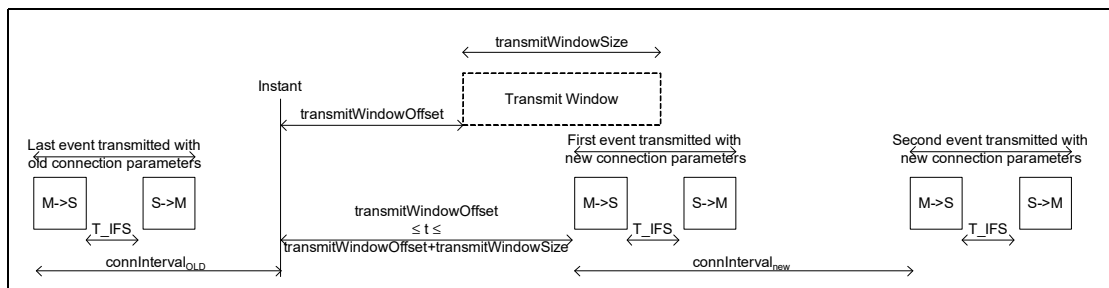 transmitWindowSize
Instant
Transmit Window
transmitWindowOffset
Last event transmitted with
old connection parameters
First event transmitted with
new connection parameters
Second event transmitted with
new connection parameters
M->S
S->M
transmitWindowOffset
≤ t ≤
transmitWindowOffset+transmitWindowSize
M->S
S->M
M->S
S->M
T_IFS
T_IFS
T_IFS
connIntervalOLD
connIntervalnew